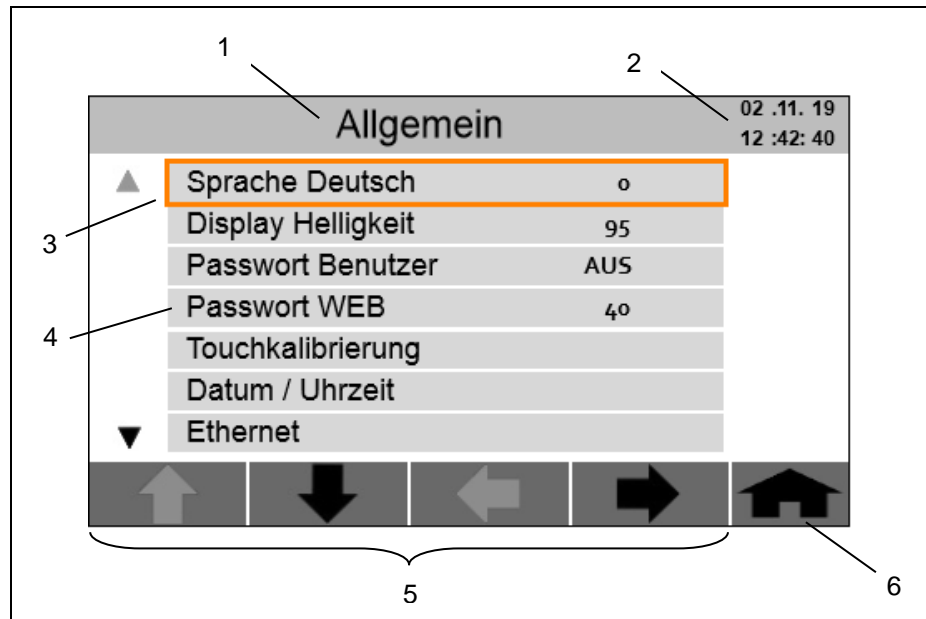 1
2
Allgemein
02 .11. 19
12 :42: 40
Sprache Deutsch 0
3
Display Helligkeit 95
Passwort Benutzer AUS
4
Passwort WEB 40
Touchkalibrierung
Datum / Uhrzeit
Ethernet
5
6